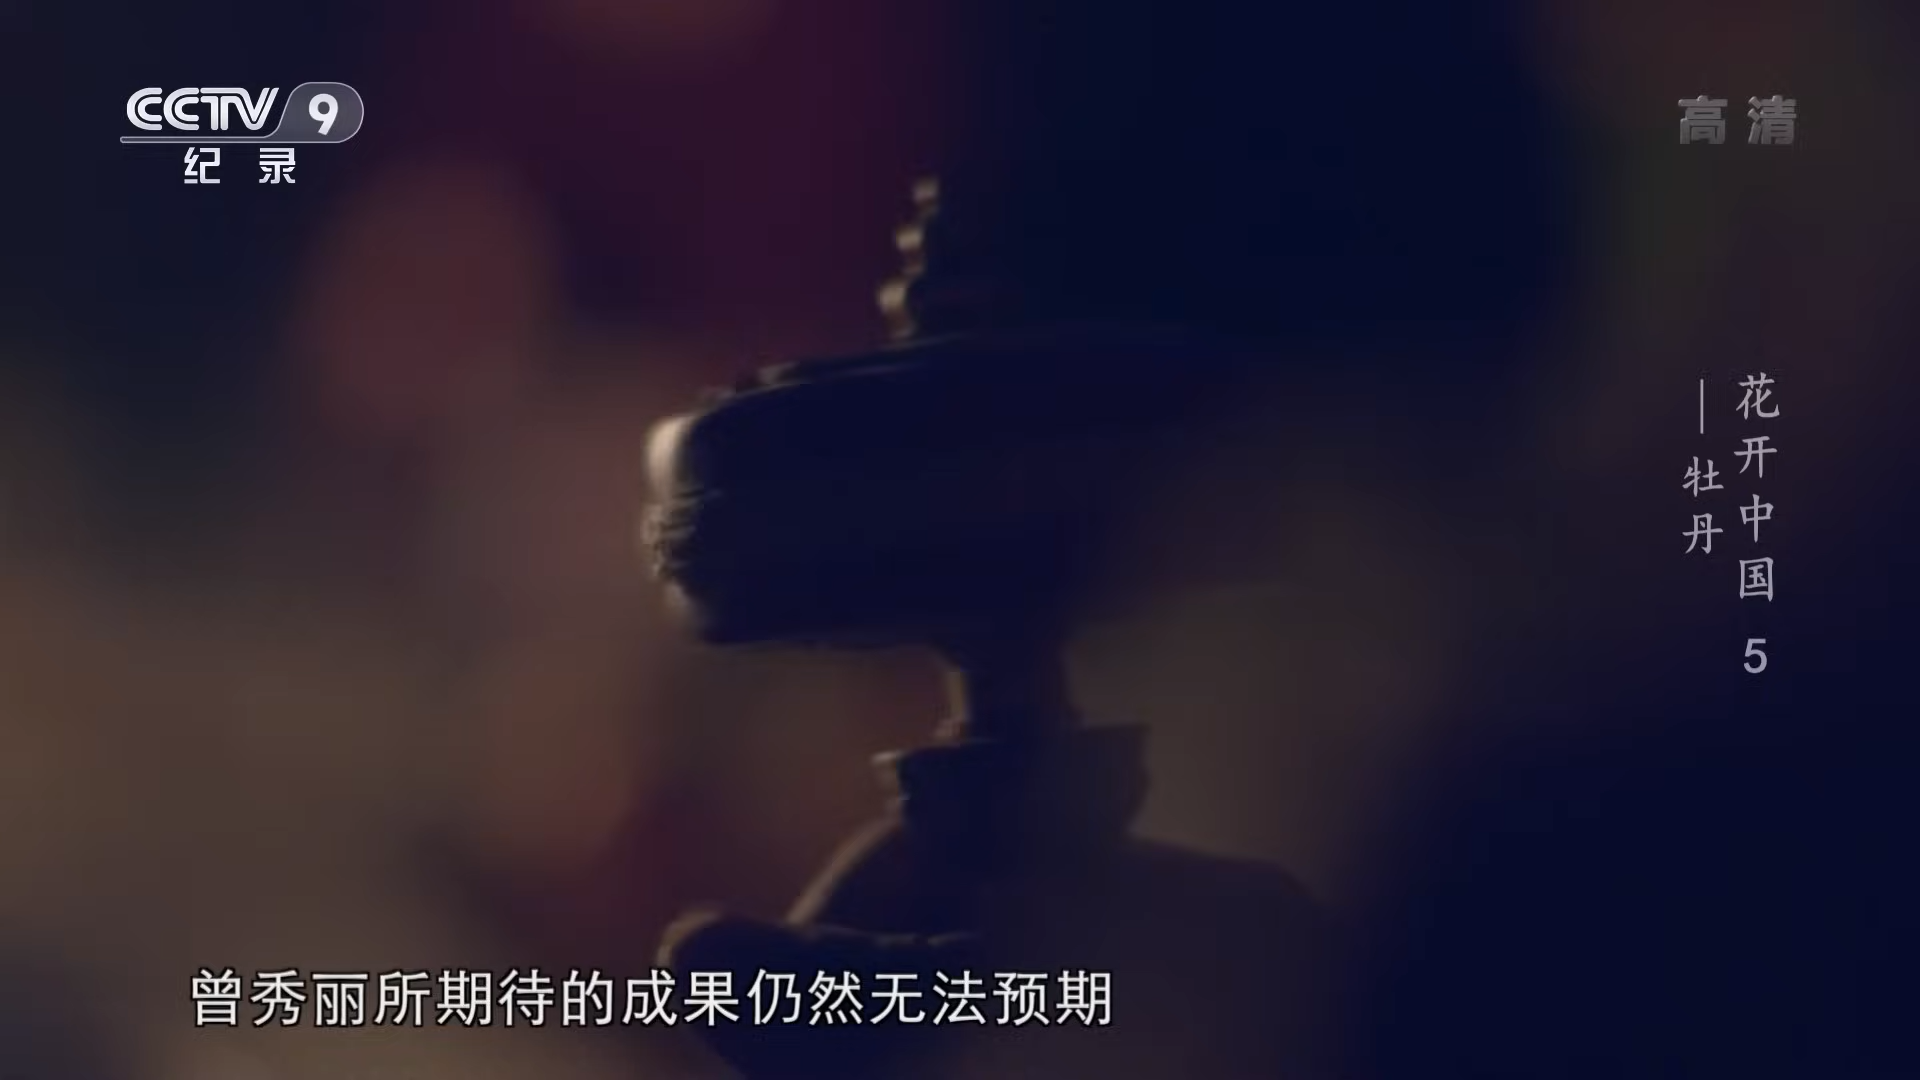 CCTV 9
纪录
高清
花开中国 5
—牡丹
曾秀丽所期待的成果仍然无法预期